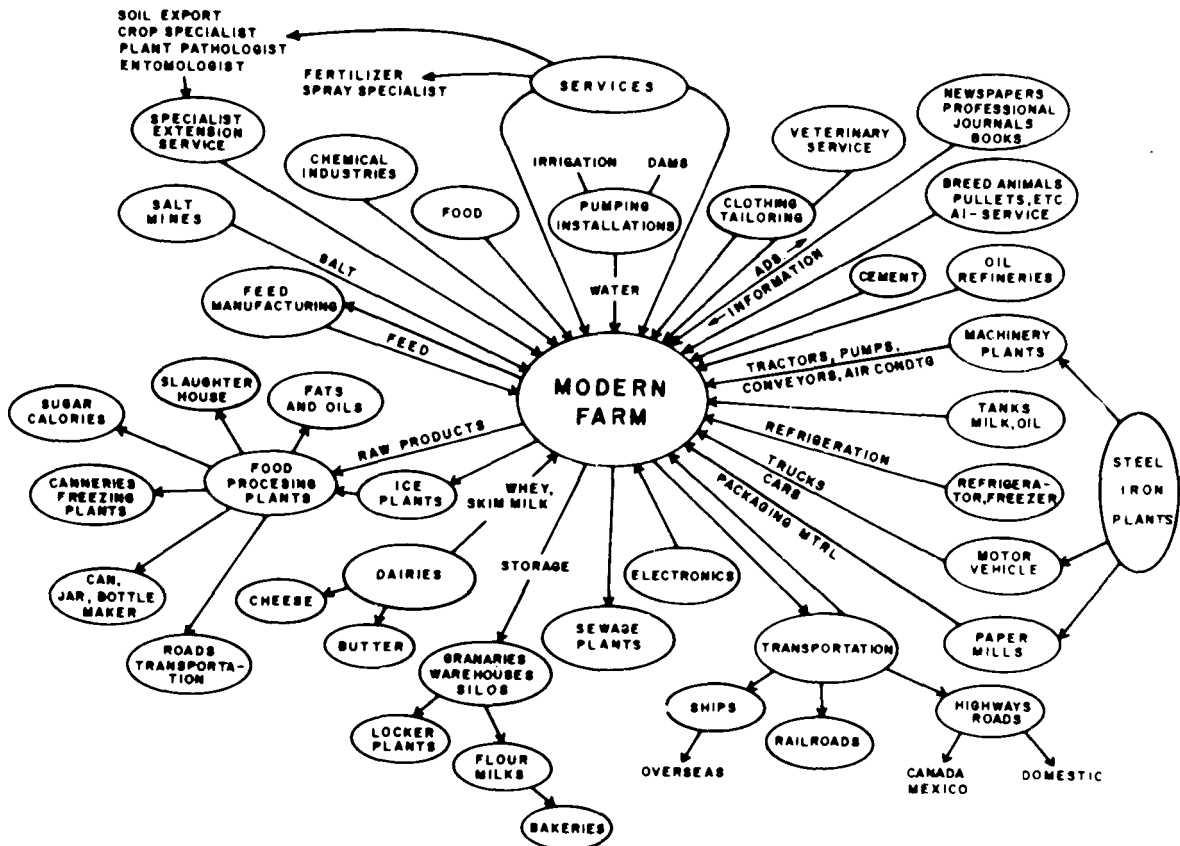 SOIL EXPORT
CROP SPECIALIST
PLANT PATHOLOGIST
ENTOMOLOGIST
FERTILIZER
SPRAY SPECIALIST
SERVICES
NEWSPAPERS
PROFESSIONAL
JOURNALS
BOOKS
SPECIALIST
EXTENSION
SERVICE
CHEMICAL
INDUSTRIES
IRRIGATION
DAMS
VETERINARY
SERVICE
SALT
MINES
FOOD
PUMPING
INSTALLATIONS
CLOTHING
TAILORING
BREED ANIMALS
PULLETS, ETC.
AI-SERVICE
SALT
WATER
ADS.
INFORMATION
CEMENT
OIL
REFINERIES
FEED
MANUFACTURING
FEED
MODERN
FARM
TRACTORS, PUMPS,
CONVEYORS, AIR CONDTG
MACHINERY
PLANTS
SLAUGHTER
HOUSE
FATS
AND OILS
SUGAR
CALORIES
RAW PRODUCTS
REFRIGERATION
TANKS
MILK, OIL
FOOD
PROCESING
PLANTS
ICE
PLANTS
WHEY,
SKIM MILK
TRUCKS
CARS
PACKAGING MTRL
REFRIGERA-
TOR, FREEZER
STEEL
IRON
PLANTS
CANNERIES
FREEZING
PLANTS
CAN,
JAR, BOTTLE
MAKER
DAIRIES
STORAGE
ELECTRONICS
MOTOR
VEHICLE
CHEESE
BUTTER
SEWAGE
PLANTS
TRANSPORTATION
PAPER
MILLS
ROADS
TRANSPORTA-
TION
GRANARIES
WAREHOUSES
SILOS
SHIPS
RAILROADS
HIGHWAYS
ROADS
LOCKER
PLANTS
FLOUR
MILKS
OVERSEAS
CANADA
MEXICO
DOMESTIC
BAKERIES